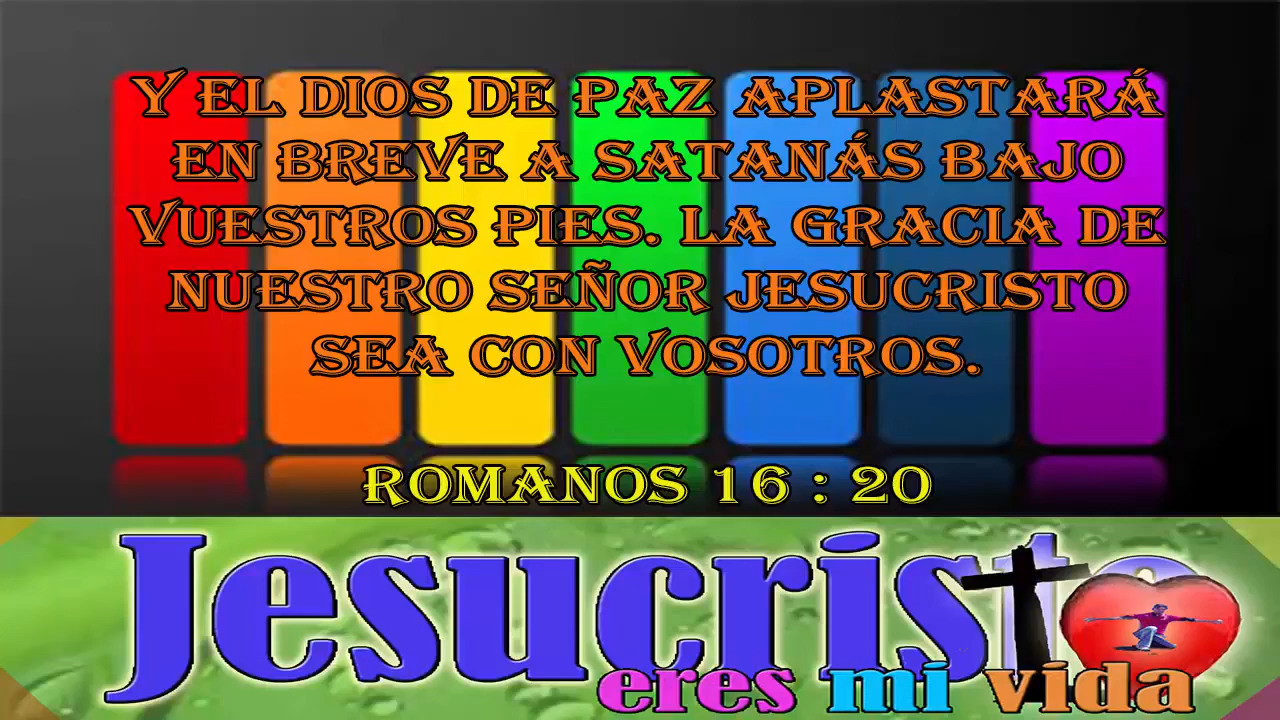 Y EL DIOS DE PAZ APLASTARÁ
EN BREVE A SATANÁS BAJO
VUESTROS PIES. LA GRACIA DE
NUESTRO SEÑOR JESUCRISTO
SEA CON VOSOTROS.
ROMANOS 16 : 20
Jesucristo
eres mi vida